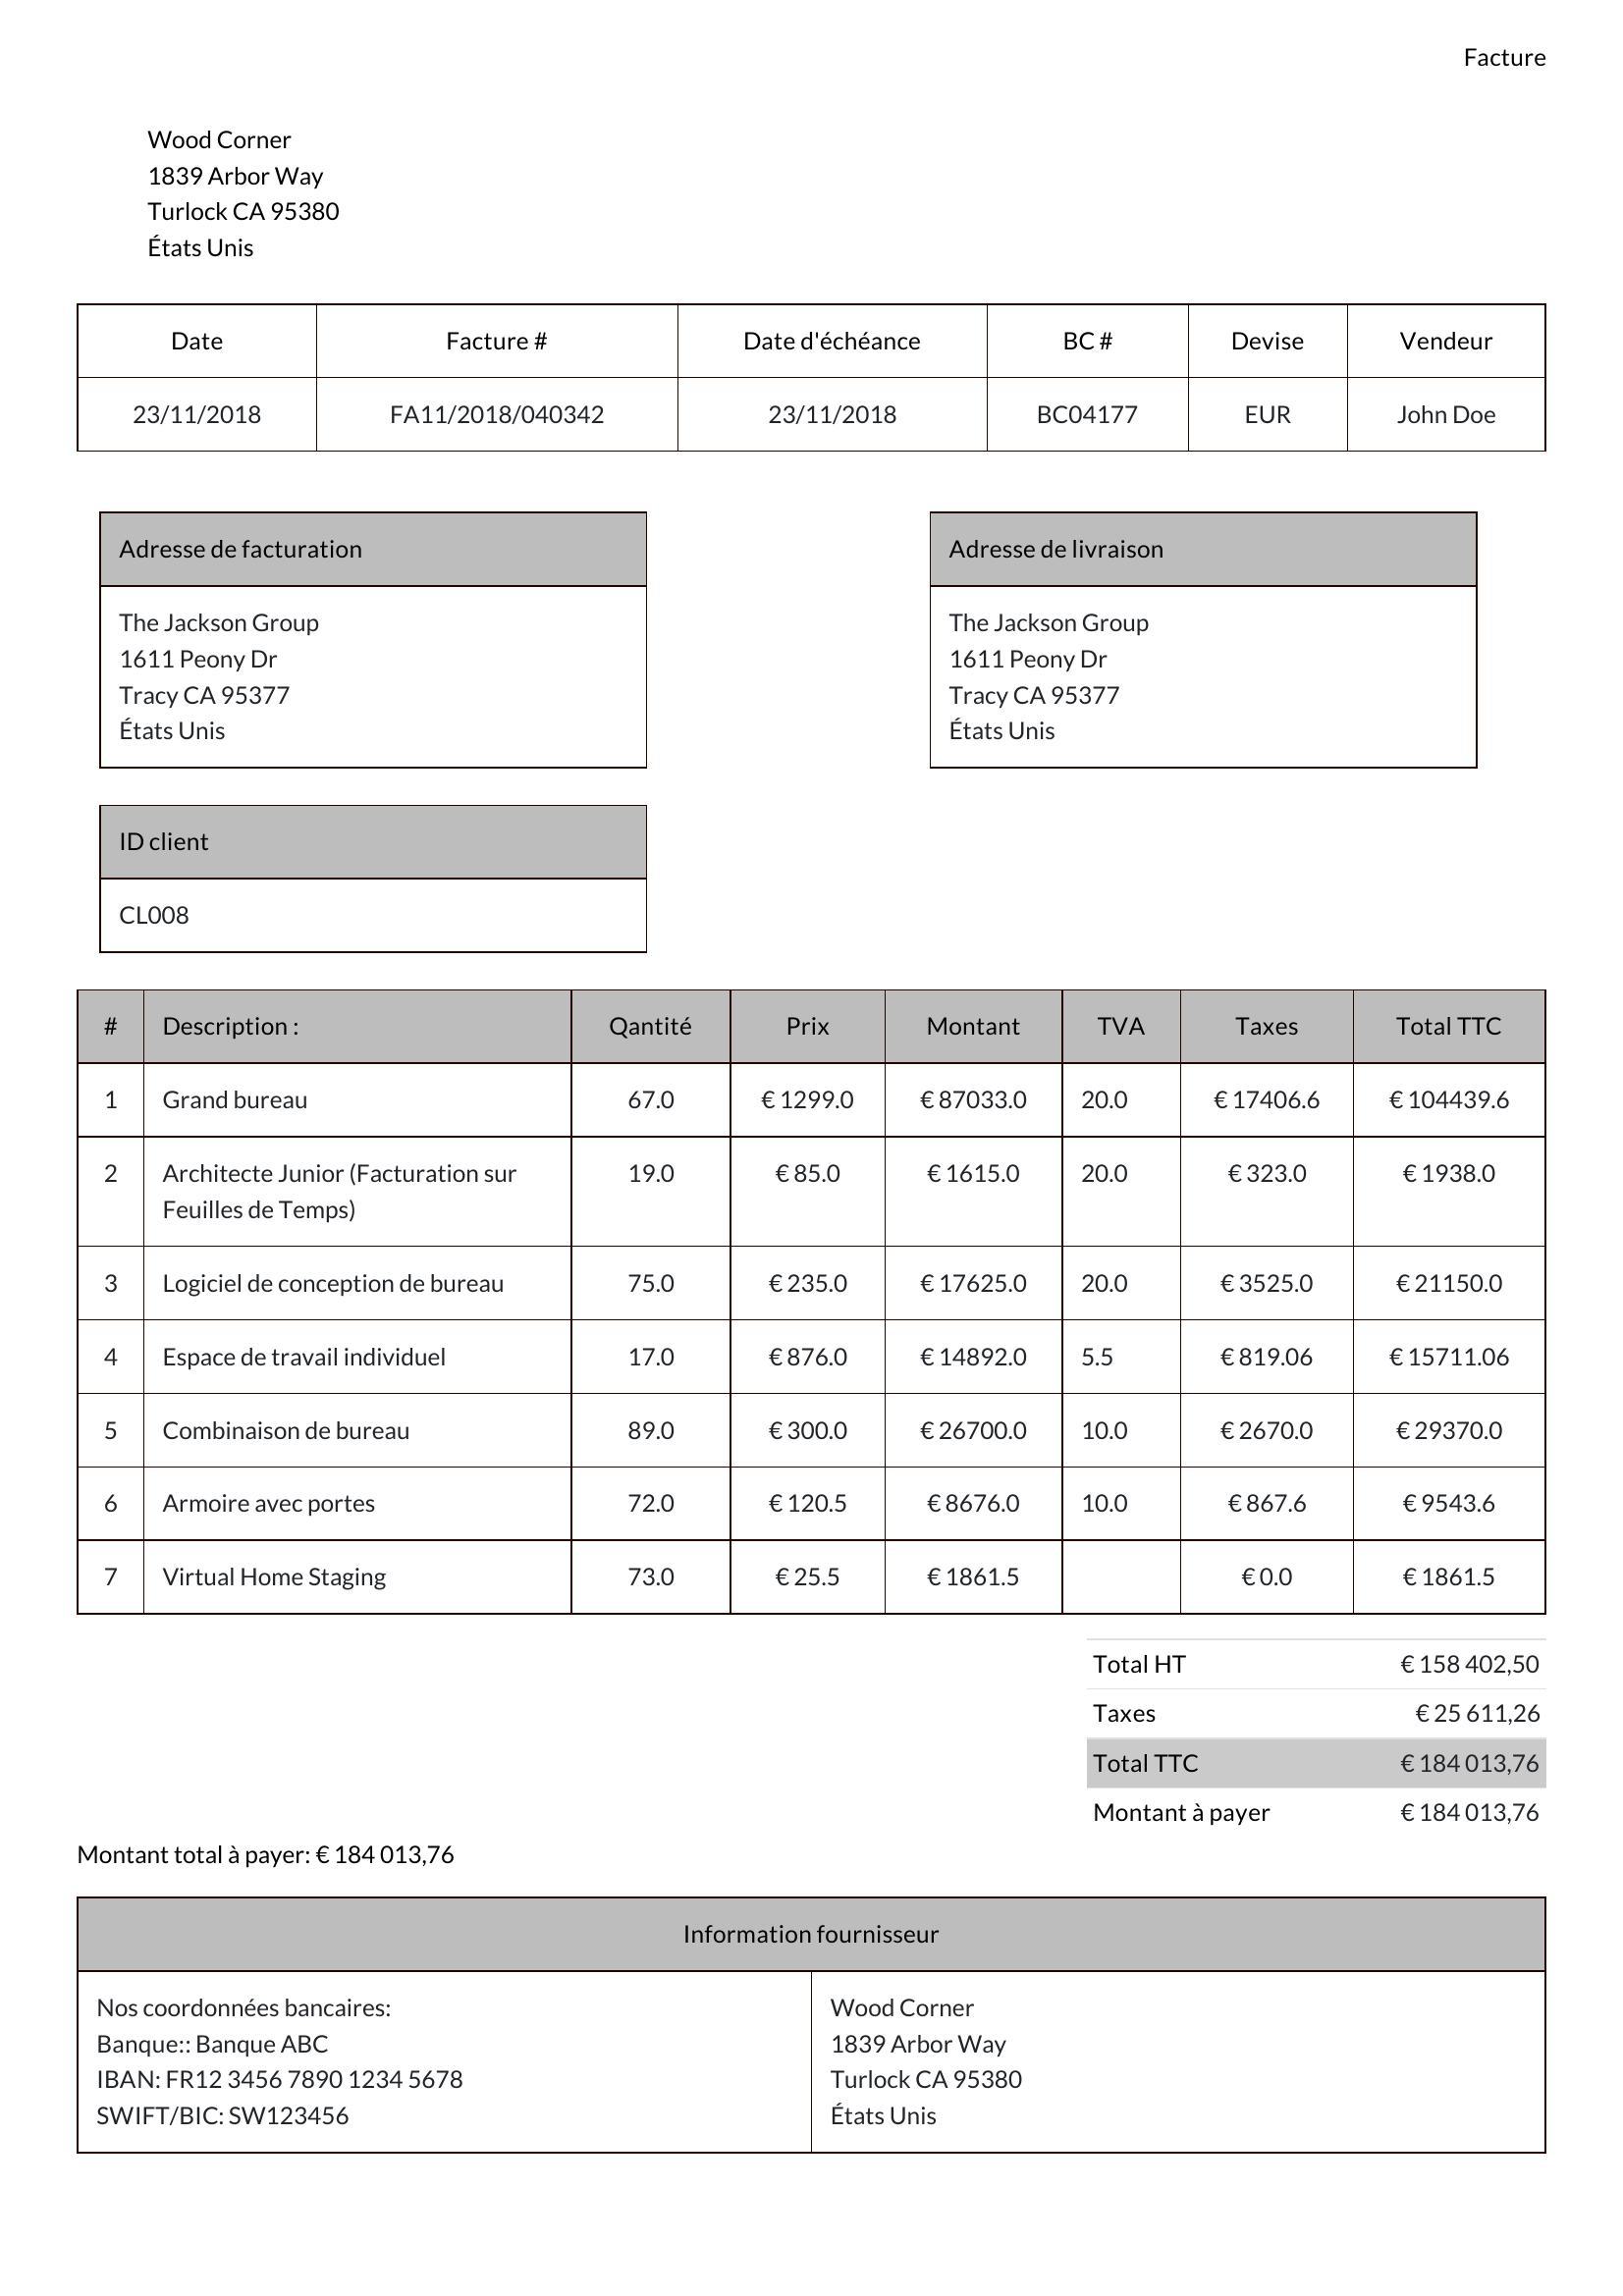 Facture
Wood Corner
1839 Arbor Way
Turlock CA 95380
États Unis
Date Facture # Date d'échéance BC # Devise Vendeur
23/11/2018 FA11/2018/040342 23/11/2018 BC04177 EUR John Doe
Adresse de facturation
The Jackson Group
1611 Peony Dr
Tracy CA 95377
États Unis
Adresse de livraison
The Jackson Group
1611 Peony Dr
Tracy CA 95377
États Unis
ID client
CL008
# Description : Qantité Prix Montant TVA Taxes Total TTC
1 Grand bureau 67.0 € 1299.0 € 87033.0 20.0 € 17406.6 € 104439.6
2 Architecte Junior (Facturation sur 19.0 € 85.0 € 1615.0 20.0 € 323.0 € 1938.0
Feuilles de Temps)
3 Logiciel de conception de bureau 75.0 € 235.0 € 17625.0 20.0 € 3525.0 € 21150.0
4 Espace de travail individuel 17.0 € 876.0 € 14892.0 5.5 € 819.06 € 15711.06
5 Combinaison de bureau 89.0 € 300.0 € 26700.0 10.0 € 2670.0 € 29370.0
6 Armoire avec portes 72.0 € 120.5 € 8676.0 10.0 € 867.6 € 9543.6
7 Virtual Home Staging 73.0 € 25.5 € 1861.5 € 0.0 € 1861.5
Total HT € 158 402,50
Taxes € 25 611,26
Total TTC € 184 013,76
Montant à payer € 184 013,76
Montant total à payer: € 184 013,76
Information fournisseur
Nos coordonnées bancaires:
Banque:: Banque ABC
IBAN: FR12 3456 7890 1234 5678
SWIFT/BIC: SW123456
Wood Corner
1839 Arbor Way
Turlock CA 95380
États Unis